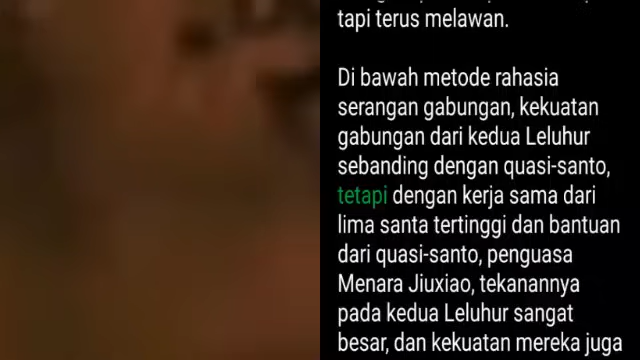 tapi terus melawan.
Di bawah metode rahasia
serangan gabungan, kekuatan
gabungan dari kedua Leluhur
sebanding dengan quasi-santo,
tetapi dengan kerja sama dari
lima santa tertinggi dan bantuan
dari quasi-santo, penguasa
Menara Jiuxiao, tekanannya
pada kedua Leluhur sangat
besar, dan kekuatan mereka juga